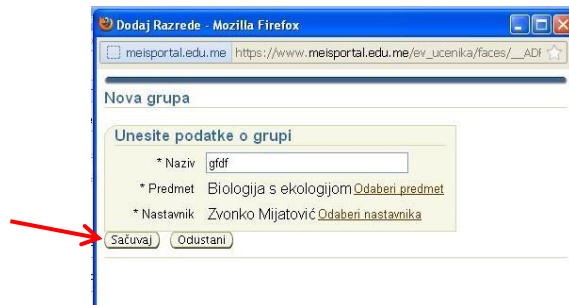 Dodaj Razrede - Mozilla Firefox
meisportal.edu.me https://www.meisportal.edu.me/ev_ucenika/faces/__ADF
Nova grupa
Unesite podatke o grupi
* Naziv gfdf
* Predmet Biologija s ekologijom Odaberi predmet
* Nastavnik Zvonko Mijatović Odaberi nastavnika
Sačuvaj Odustani